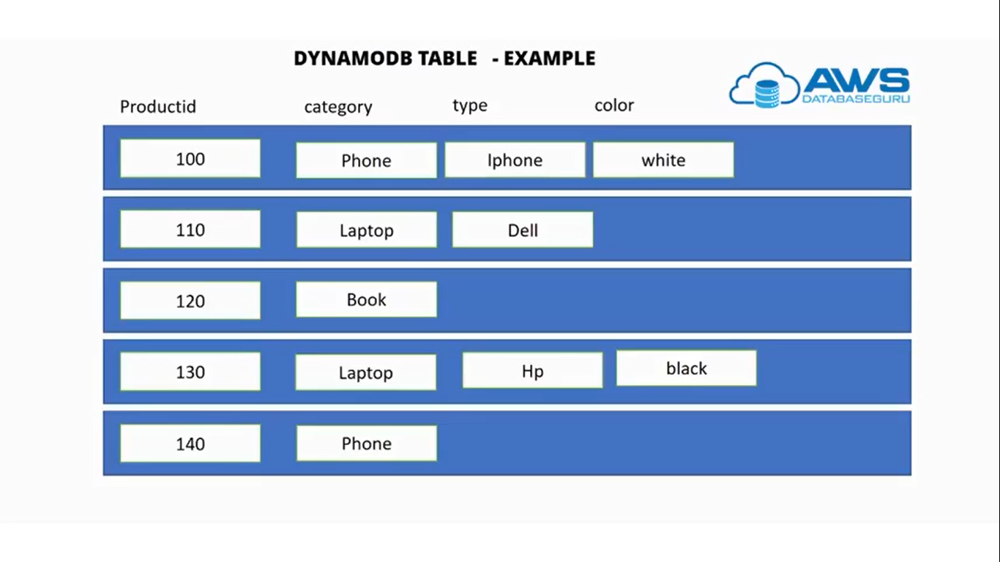 DYNAMODB TABLE - EXAMPLE
AWS
DATABASEGURU
Productid category type color
100 Phone Iphone white
110 Laptop Dell
120 Book
130 Laptop Hp black
140 Phone